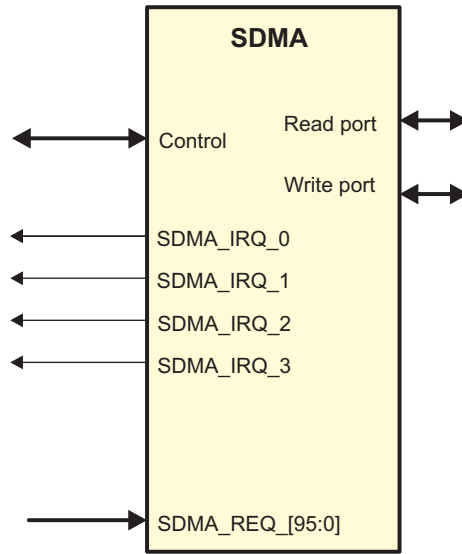 SDMA
Read port
Control
Write port
SDMA_IRQ_0
SDMA_IRQ_1
SDMA_IRQ_2
SDMA_IRQ_3
SDMA_REQ_[95:0]